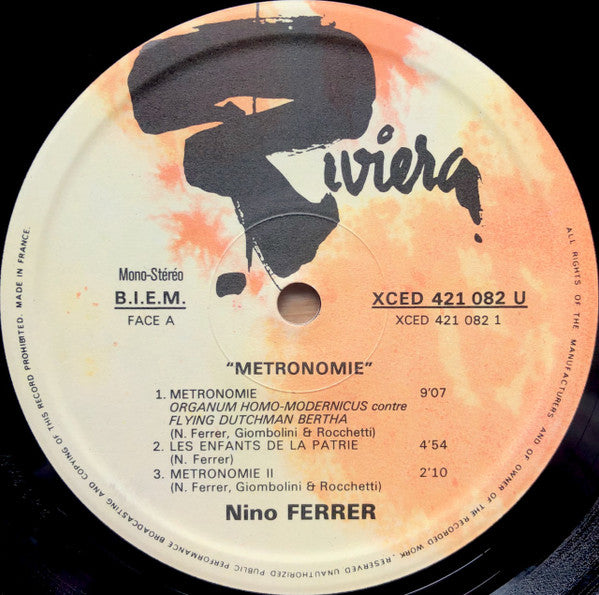 Riviera
Mono-Stéréo
B.I.E.M.
FACE A
XCED 421 082 U
XCED 421 082 1
"METRONOMIE"
1. METRONOMIE 9'07
ORGANUM HOMO-MODERNICUS contre
FLYING DUTCHMAN BERTHA
(N. Ferrer, Giombolini & Rocchetti)
2. LES ENFANTS DE LA PATRIE 4'54
(N. Ferrer)
3. METRONOMIE II 2'10
(N. Ferrer, Giombolini & Rocchetti)
Nino FERRER
ALL RIGHTS OF THE MANUFACTURERS AND OF OWNER OF THE RECORDED WORK, RESERVED UNAUTHORIZED PUBLIC PERFORMANCE BROADCASTING AND COPYING OF THIS RECORD PROHIBITED. MADE IN FRANCE.